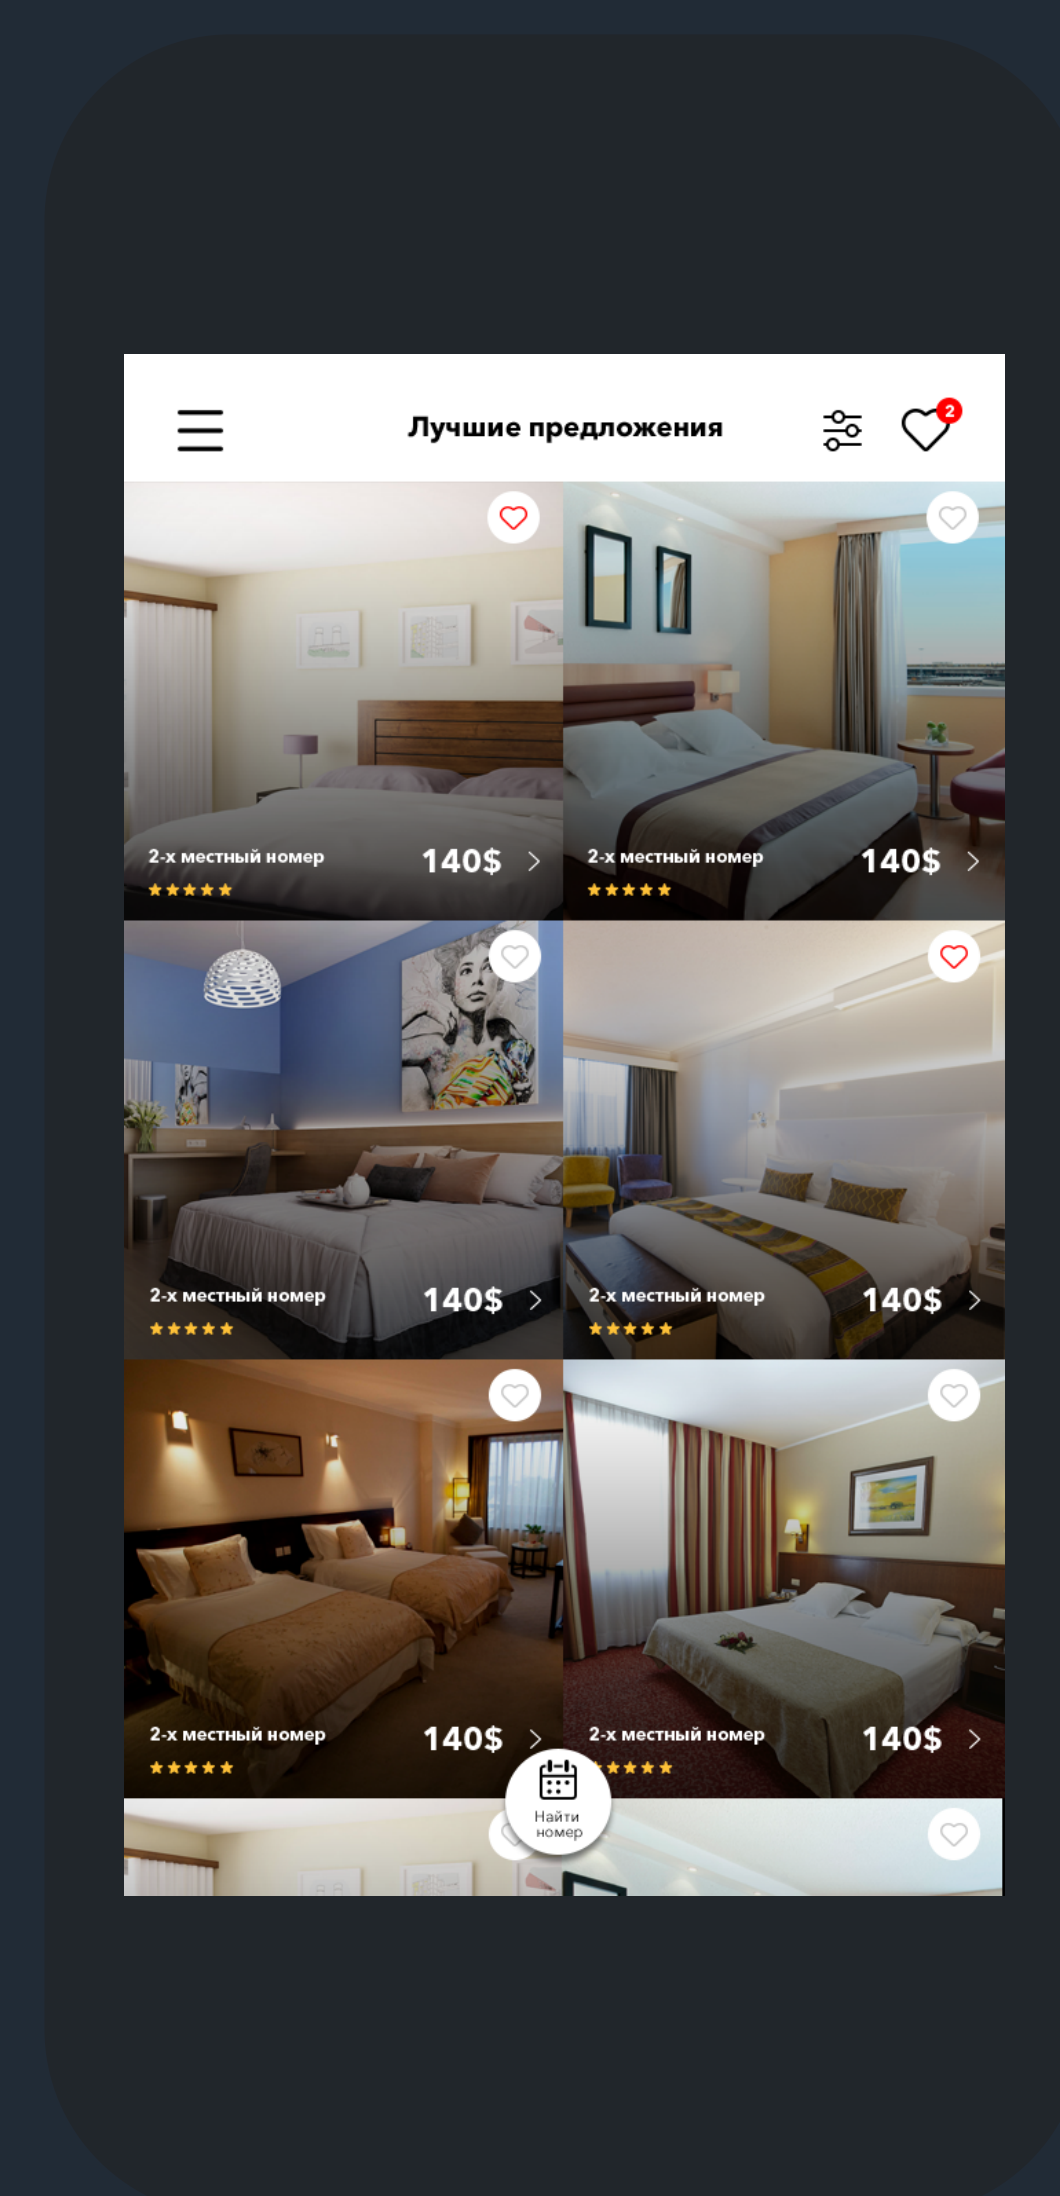 Лучшие предложения
2
2-х местный номер
140$
2-х местный номер
140$
2-х местный номер
140$
2-х местный номер
140$
2-х местный номер
140$
2-х местный номер
140$
Найти
номер